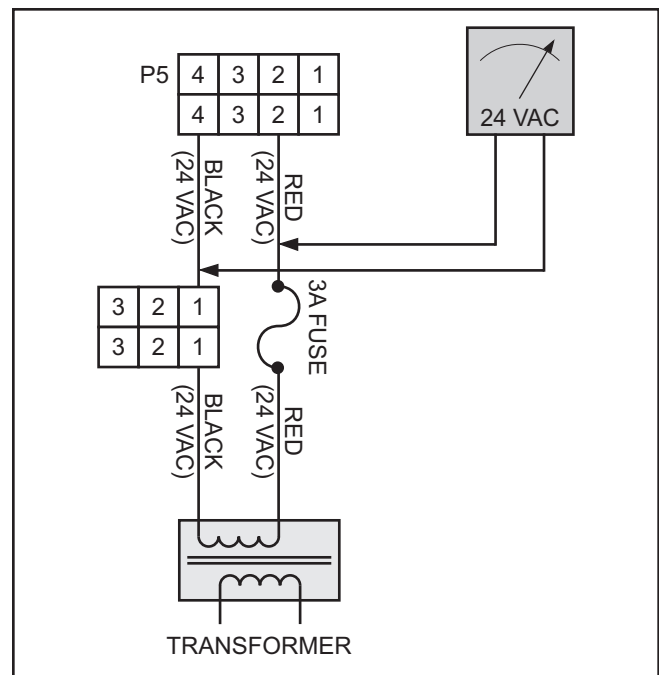 P5 4 3 2 1
4 3 2 1
24 VAC
BLACK
(24 VAC)
RED
(24 VAC)
3 2 1
3 2 1
3A FUSE
BLACK
(24 VAC)
RED
(24 VAC)
TRANSFORMER